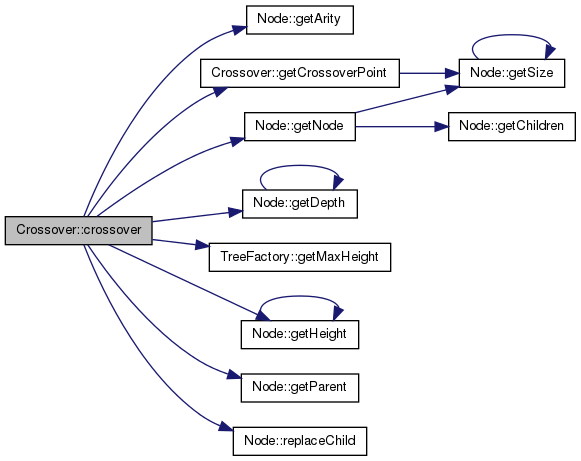 Node::getArity
Crossover::getCrossoverPoint
Node::getSize
Node::getNode
Node::getChildren
Node::getDepth
Crossover::crossover
TreeFactory::getMaxHeight
Node::getHeight
Node::getParent
Node::replaceChild